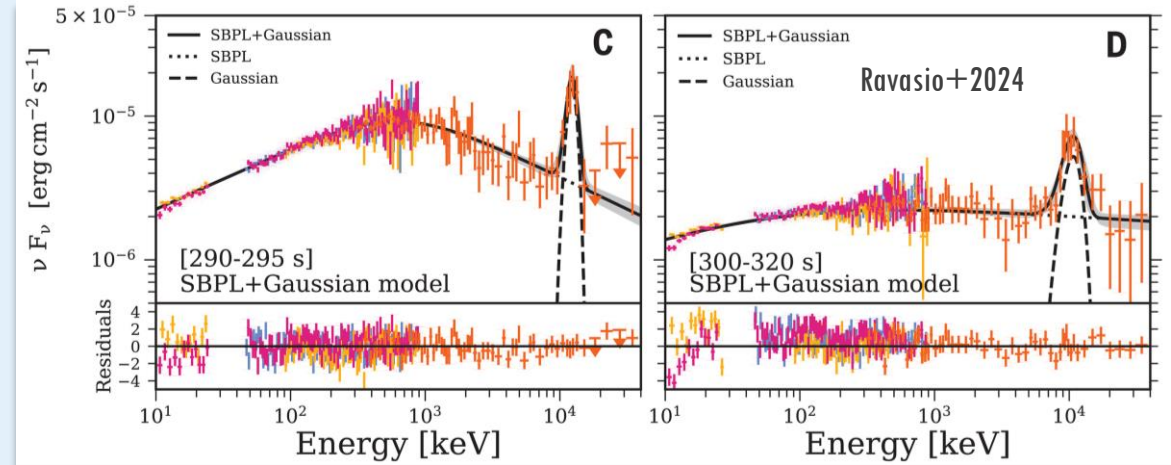 5 × 10⁻⁵
SBPL+Gaussian
SBPL
Gaussian
C
10⁻⁵
ν Fν [erg cm⁻² s⁻¹]
10⁻⁶
[290-295 s]
SBPL+Gaussian model
Residuals
4
2
0
−2
−4
10¹ 10² 10³ 10⁴
Energy [keV]
SBPL+Gaussian
SBPL
Gaussian
D
Ravasio+2024
[300-320 s]
SBPL+Gaussian model
10¹ 10² 10³ 10⁴
Energy [keV]